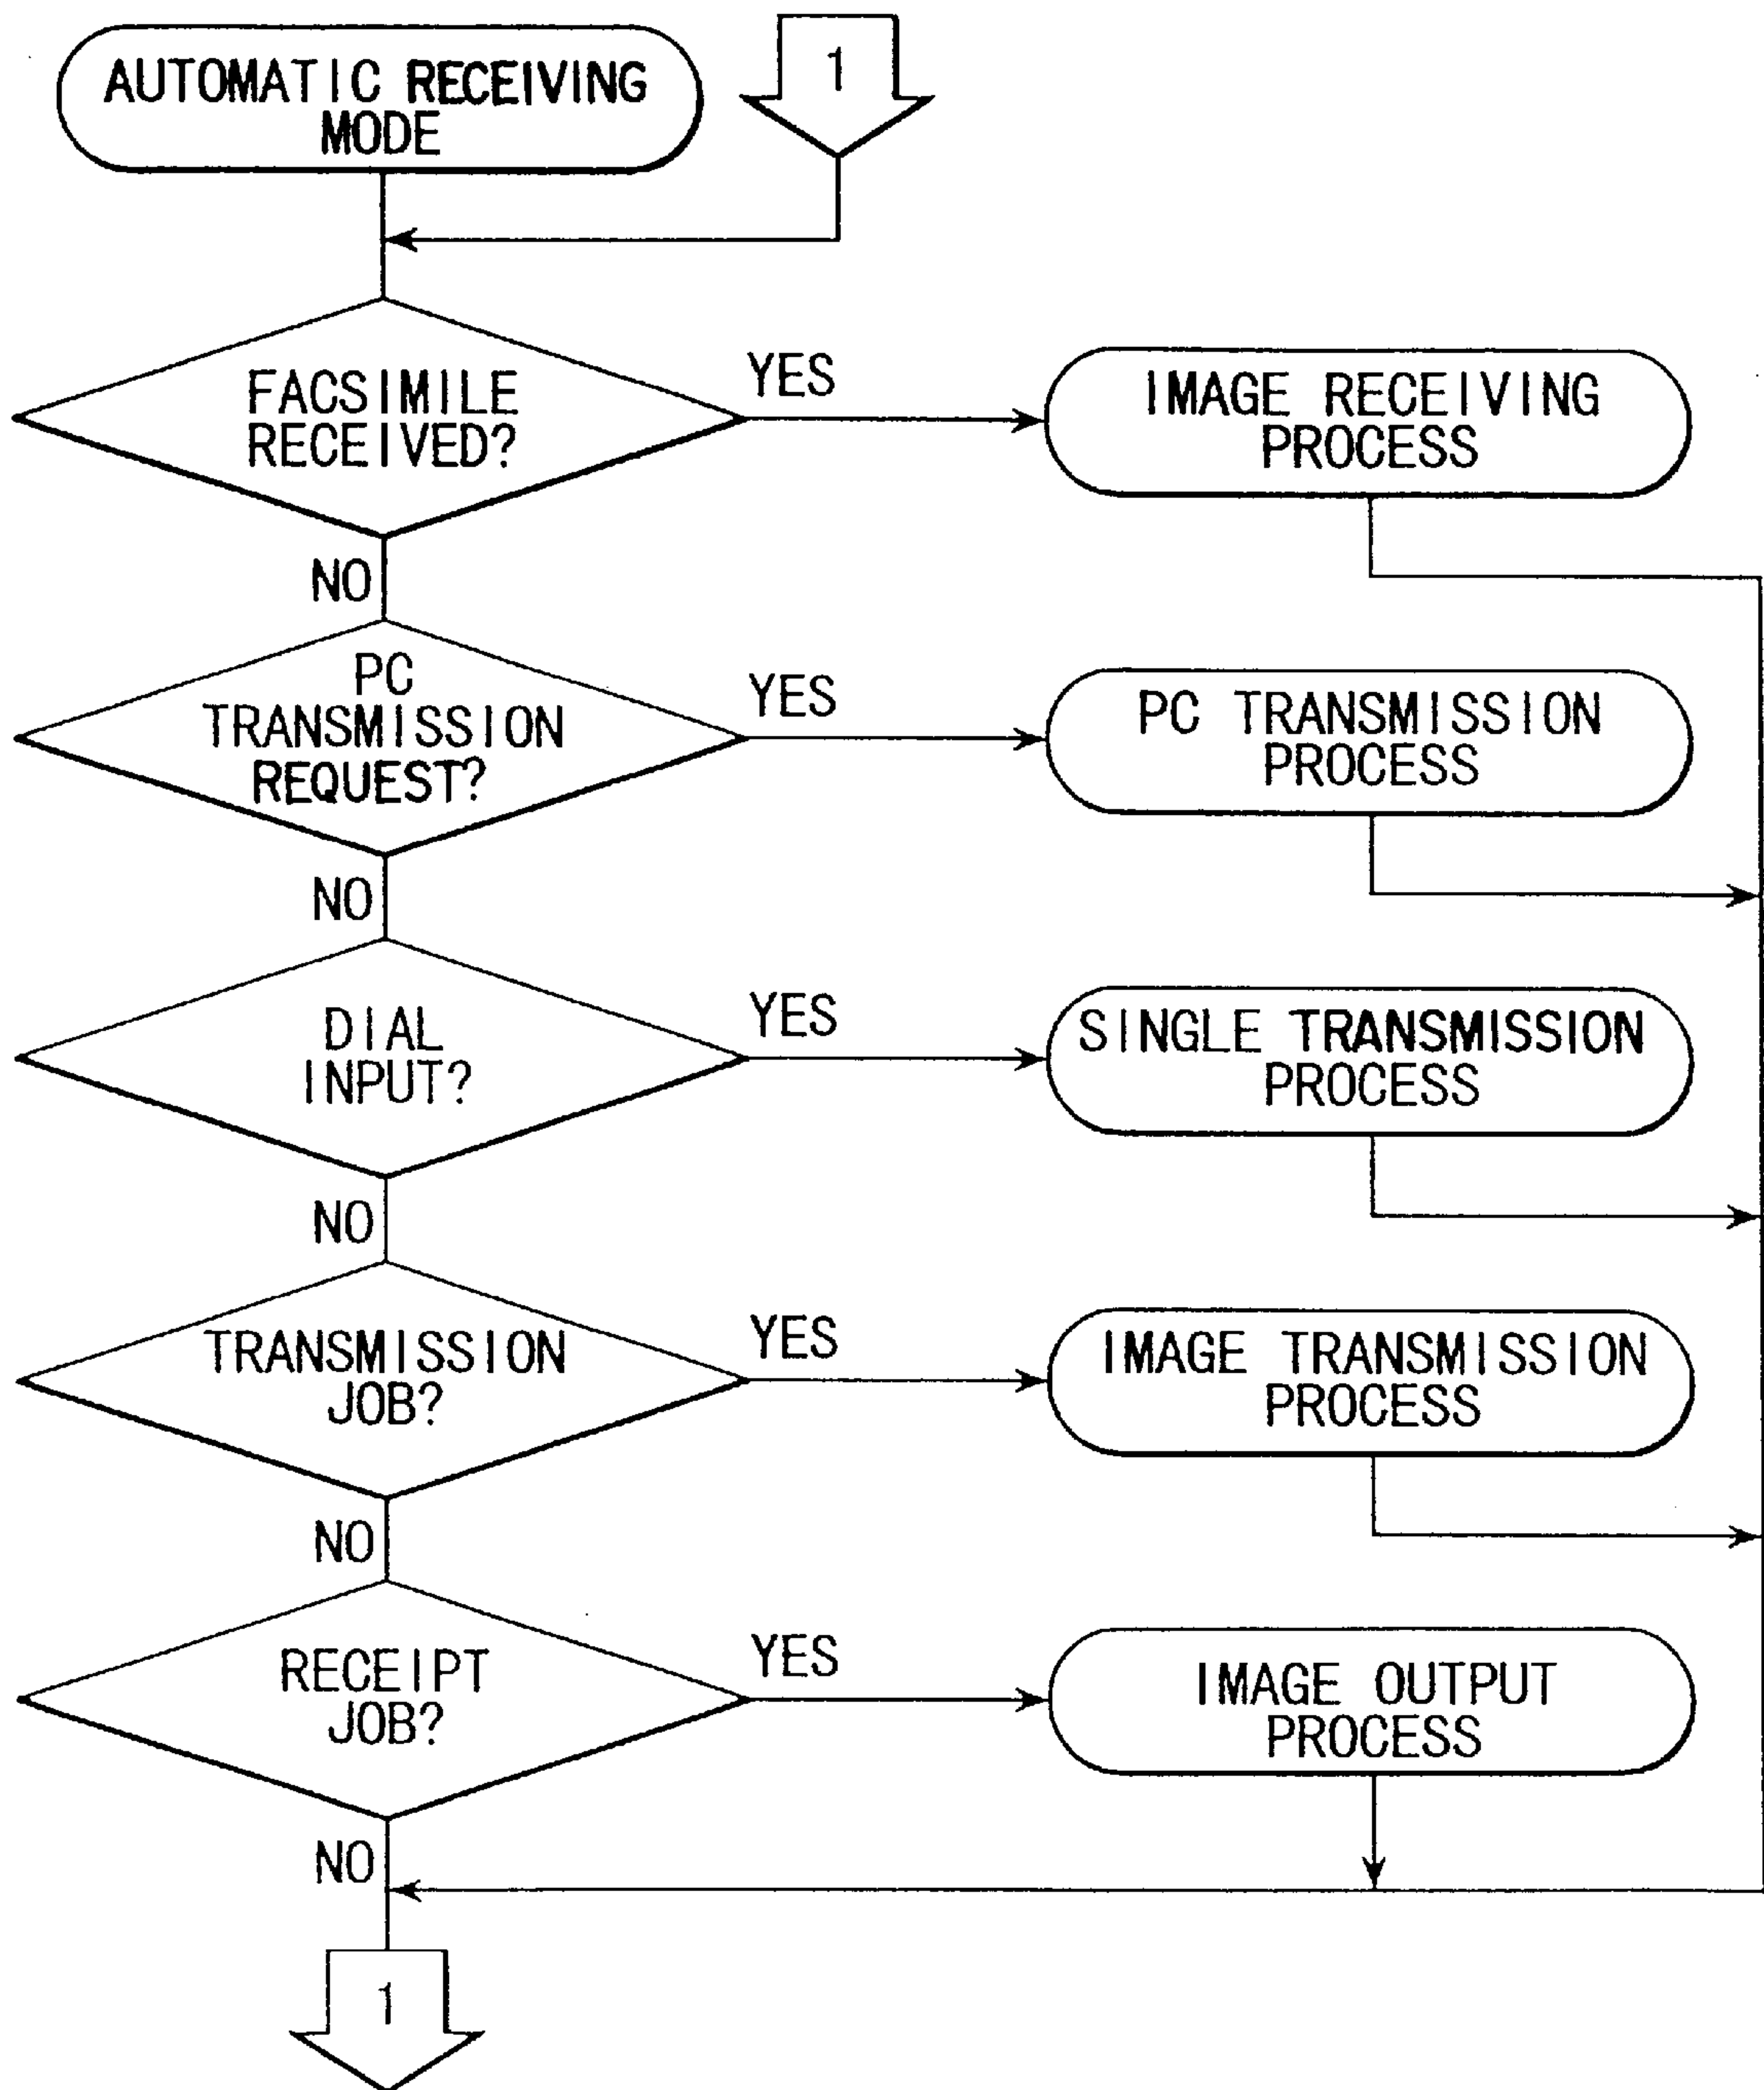 AUTOMATIC RECEIVING
MODE
1
FACSIMILE
RECEIVED?
YES
IMAGE RECEIVING
PROCESS
NO
PC
TRANSMISSION
REQUEST?
YES
PC TRANSMISSION
PROCESS
NO
DIAL
INPUT?
YES
SINGLE TRANSMISSION
PROCESS
NO
TRANSMISSION
JOB?
YES
IMAGE TRANSMISSION
PROCESS
NO
RECEIPT
JOB?
YES
IMAGE OUTPUT
PROCESS
NO
1